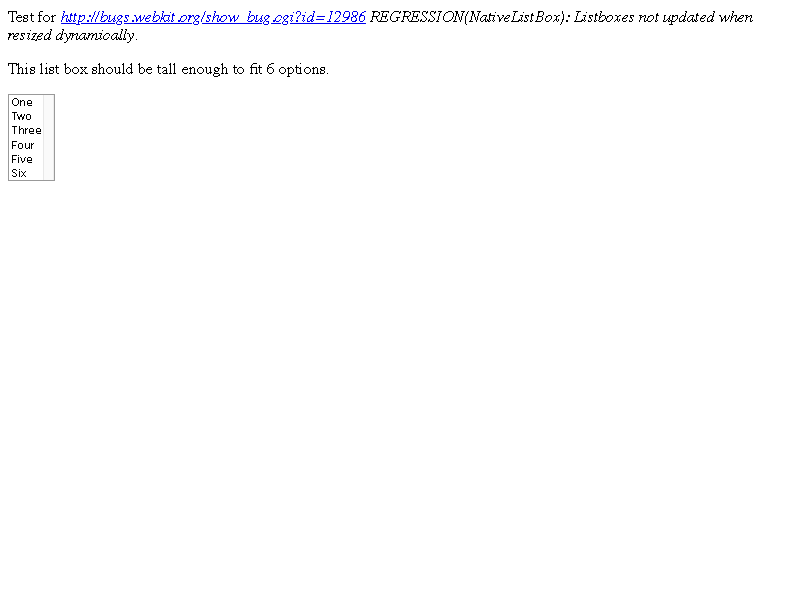 Test for http://bugs.webkit.org/show_bug.cgi?id=12986 REGRESSION(NativeListBox): Listboxes not updated when
resized dynamically.
This list box should be tall enough to fit 6 options.
One
Two
Three
Four
Five
Six